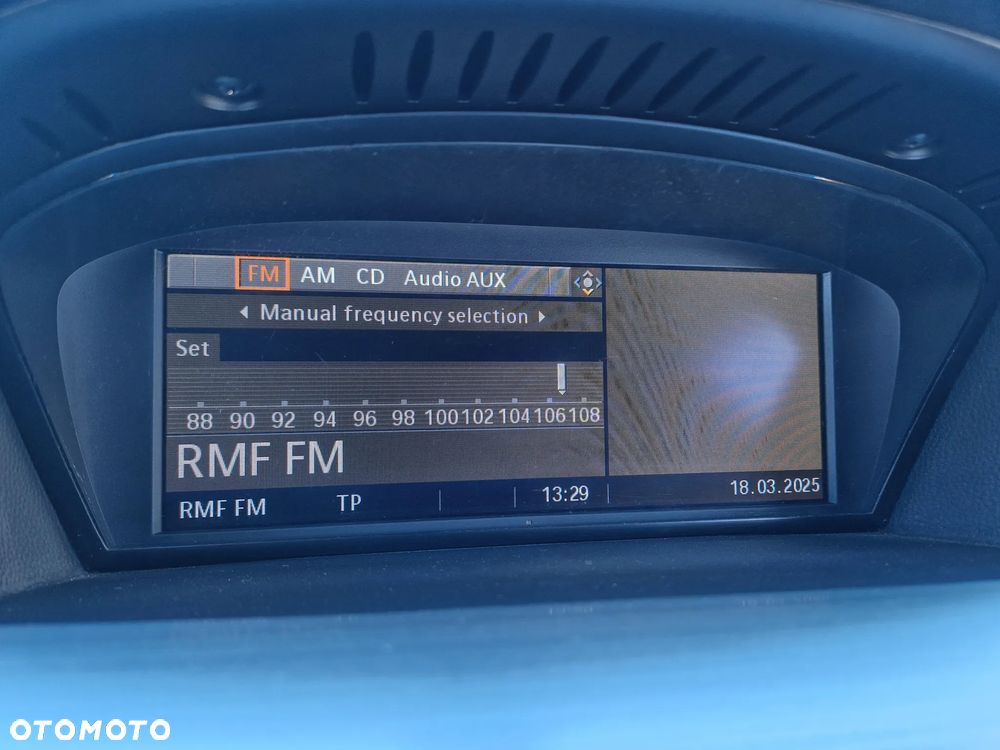 FM AM CD Audio AUX
Manual frequency selection
Set
88 90 92 94 96 98 100 102 104 106 108
RMF FM
RMF FM TP 13:29 18.03.2025
OTOMOTO